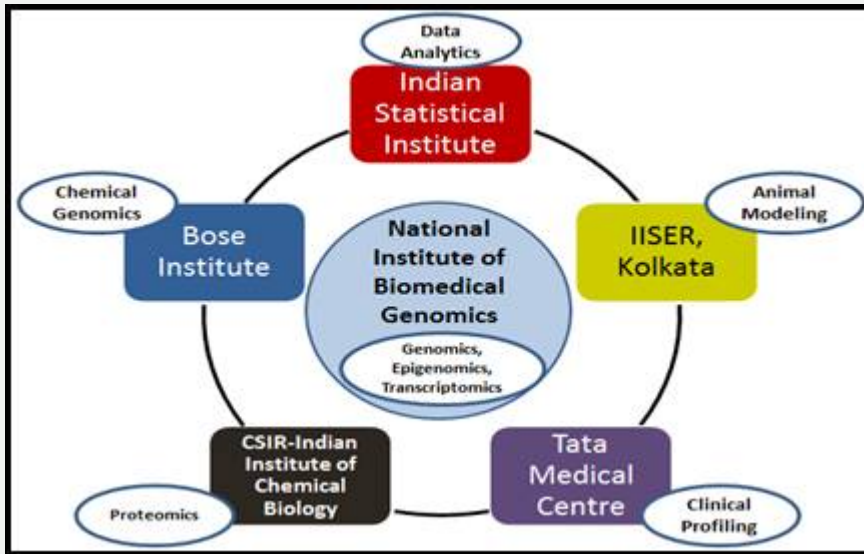 Data
Analytics
Indian
Statistical
Institute
Chemical
Genomics
Bose
Institute
Animal
Modeling
IISER,
Kolkata
National
Institute of
Biomedical
Genomics
Genomics,
Epigenomics,
Transcriptomics
CSIR-Indian
Institute of
Chemical
Biology
Proteomics
Tata
Medical
Centre
Clinical
Profiling